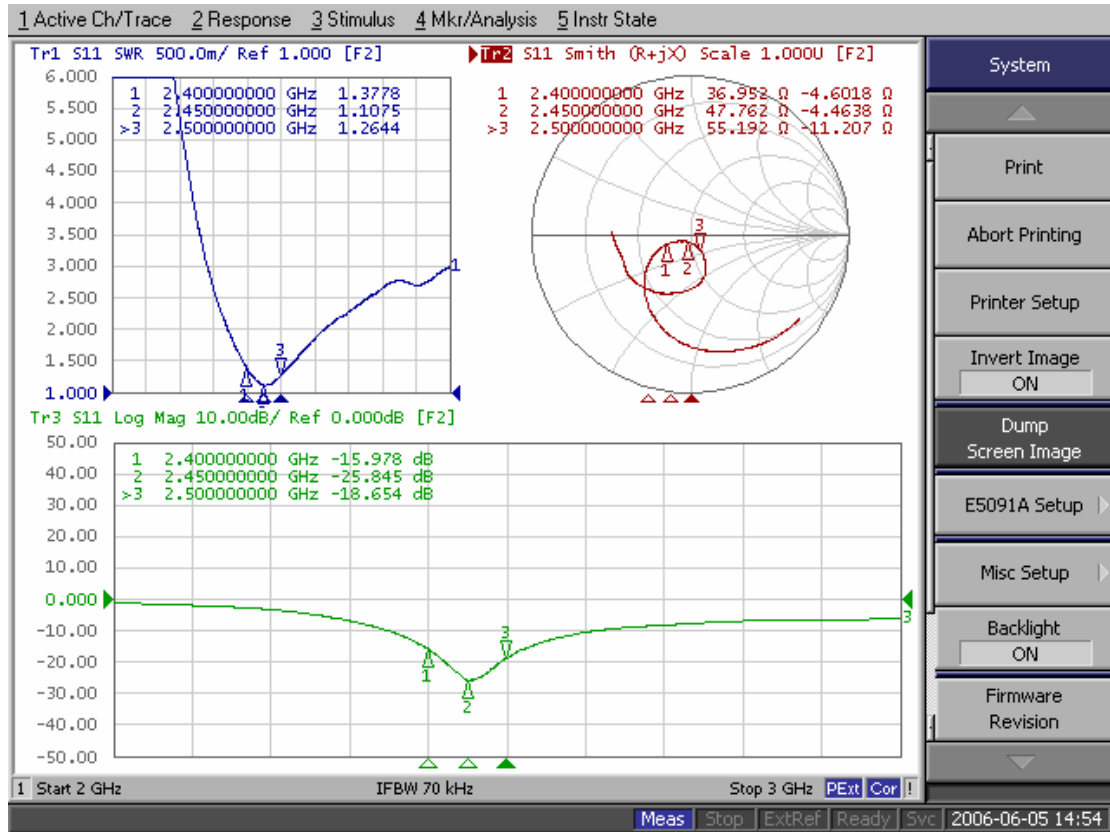 1 Active Ch/Trace 2 Response 3 Stimulus 4 Mkr/Analysis 5 Instr State
Tr1 S11 SWR 500.0m/ Ref 1.000 [F2]
6.000
5.500
5.000
4.500
4.000
3.500
3.000
2.500
2.000
1.500
1.000
1 2.400000000 GHz 1.3778
2 2.450000000 GHz 1.1075
>3 2.500000000 GHz 1.2644
1
3
1
Tr2 S11 Smith (R+jX) Scale 1.000U [F2]
1 2.400000000 GHz 36.952 Ω -4.6018 Ω
2 2.450000000 GHz 47.762 Ω -4.4638 Ω
>3 2.500000000 GHz 55.192 Ω -11.207 Ω
3
1 2
Tr3 S11 Log Mag 10.00dB/ Ref 0.000dB [F2]
50.00
40.00
30.00
20.00
10.00
0.000
-10.00
-20.00
-30.00
-40.00
-50.00
1 2.400000000 GHz -15.978 dB
2 2.450000000 GHz -25.845 dB
>3 2.500000000 GHz -18.654 dB
3
3
1
2
1 Start 2 GHz IFBW 70 kHz Stop 3 GHz PExt Cor !
Meas Stop ExtRef Ready Svc 2006-06-05 14:54
System
Print
Abort Printing
Printer Setup
Invert Image
ON
Dump
Screen Image
E5091A Setup
Misc Setup
Backlight
ON
Firmware
Revision